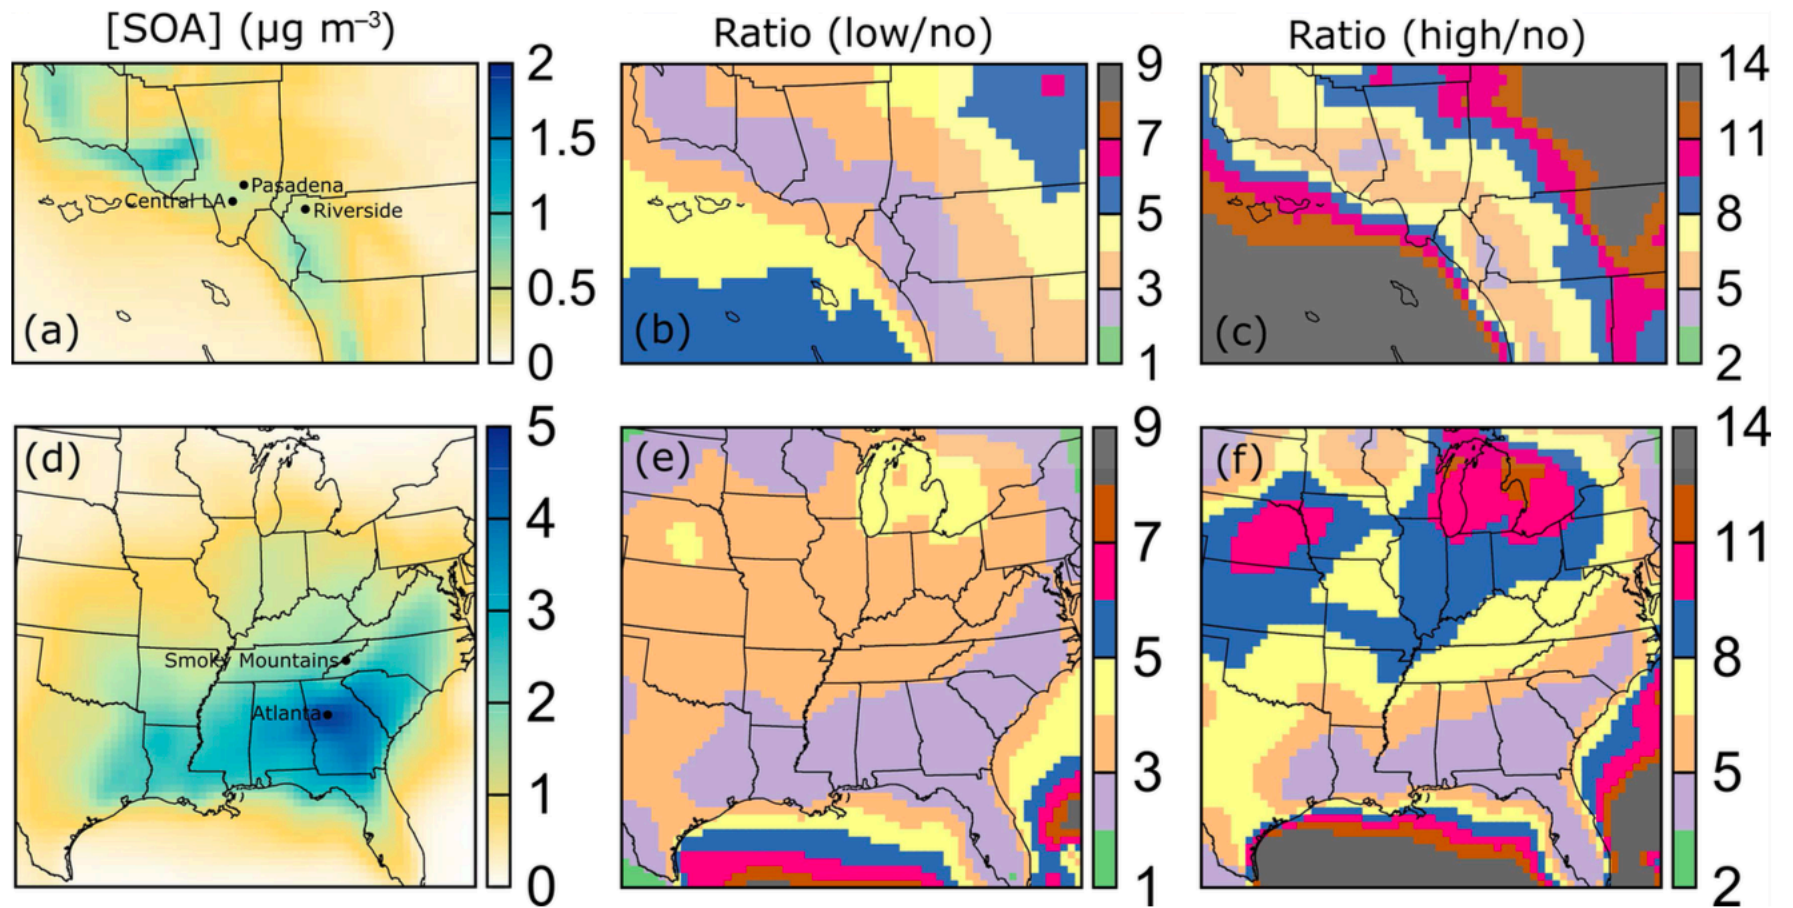 [SOA] (µg m⁻³)
Ratio (low/no)
Ratio (high/no)
Pasadena
Central LA
Riverside
(a)
2
1.5
1
0.5
0
(b)
9
7
5
3
1
(c)
14
11
8
5
2
(d)
Smoky Mountains
Atlanta
5
4
3
2
1
0
(e)
9
7
5
3
1
(f)
14
11
8
5
2